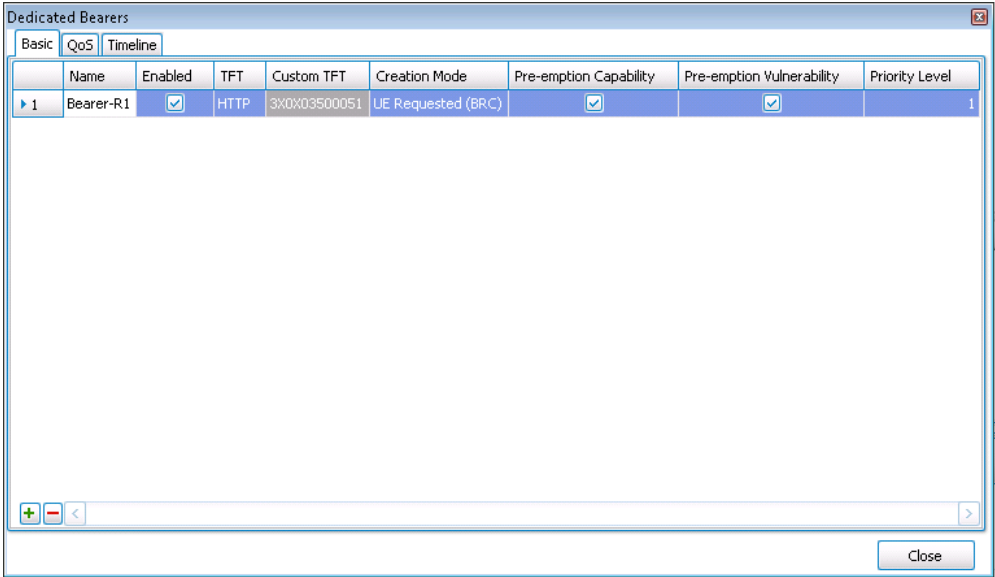 Dedicated Bearers
Basic QoS Timeline
Name Enabled TFT Custom TFT Creation Mode Pre-emption Capability Pre-emption Vulnerability Priority Level
1 Bearer-R1 HTTP 3X0X03500051 UE Requested (BRC) 1
Close